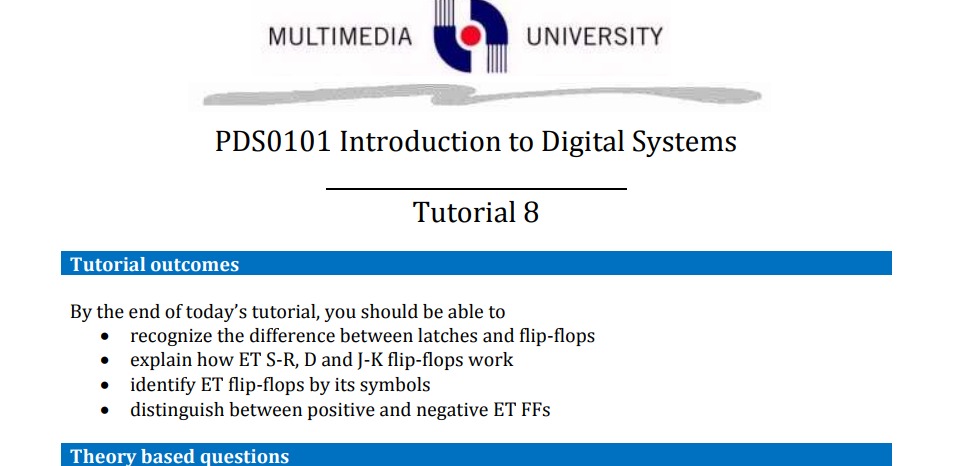 MULTIMEDIA UNIVERSITY
PDS0101 Introduction to Digital Systems
Tutorial 8
Tutorial outcomes
By the end of today’s tutorial, you should be able to
• recognize the difference between latches and flip-flops
• explain how ET S-R, D and J-K flip-flops work
• identify ET flip-flops by its symbols
• distinguish between positive and negative ET FFs
Theory based questions